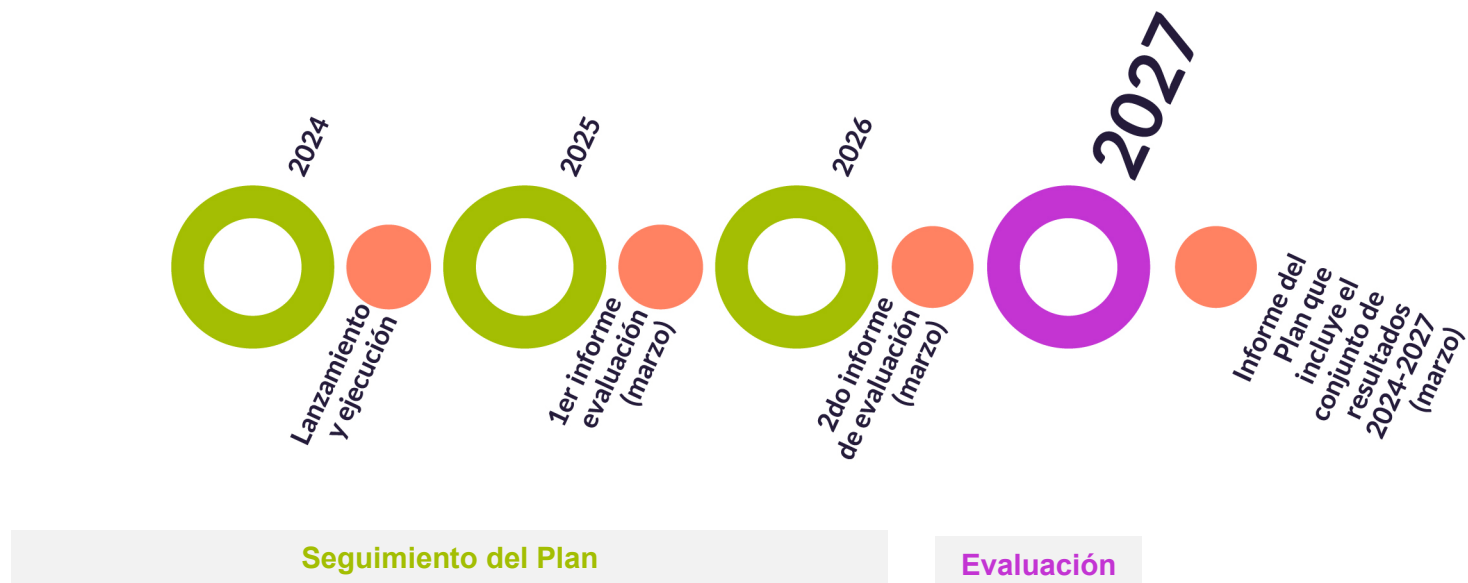 2024
Lanzamiento
y ejecución
2025
1er informe
evaluación
(marzo)
2026
2do informe
de evaluación
(marzo)
2027
Informe del
Plan que
incluye el
conjunto de
resultados
2024-2027
(marzo)
Seguimiento del Plan
Evaluación